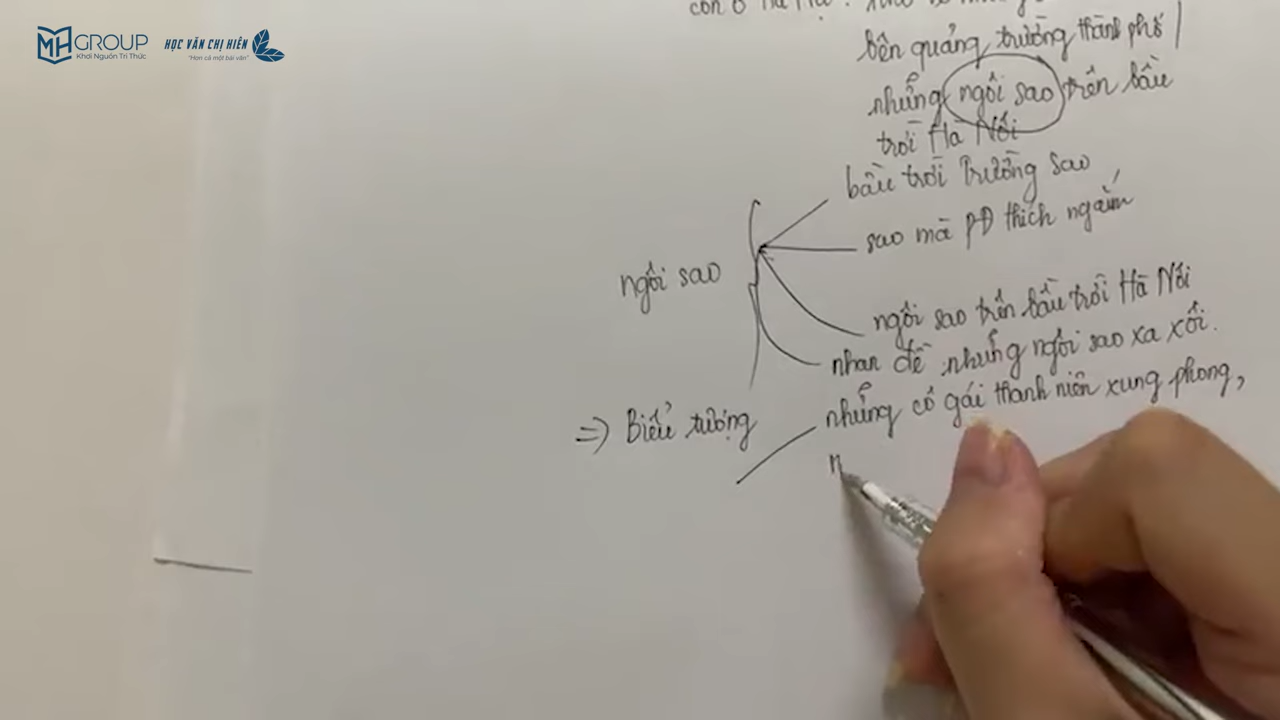 MH GROUP
Khơi Nguồn Tri Thức
HỌC VĂN CHỊ HIÊN
"Hơn cả một bài văn"
còn ở
bên quảng trường thành phố /
những ngôi sao trên bầu
trời Hà Nội
bầu trời Trường Sao
sao mà PĐ thích ngắm
ngôi sao
ngôi sao trên bầu trời Hà Nội
nhan đề những ngôi sao xa xôi.
=> Biểu tượng
những cô gái thanh niên xung phong,
n